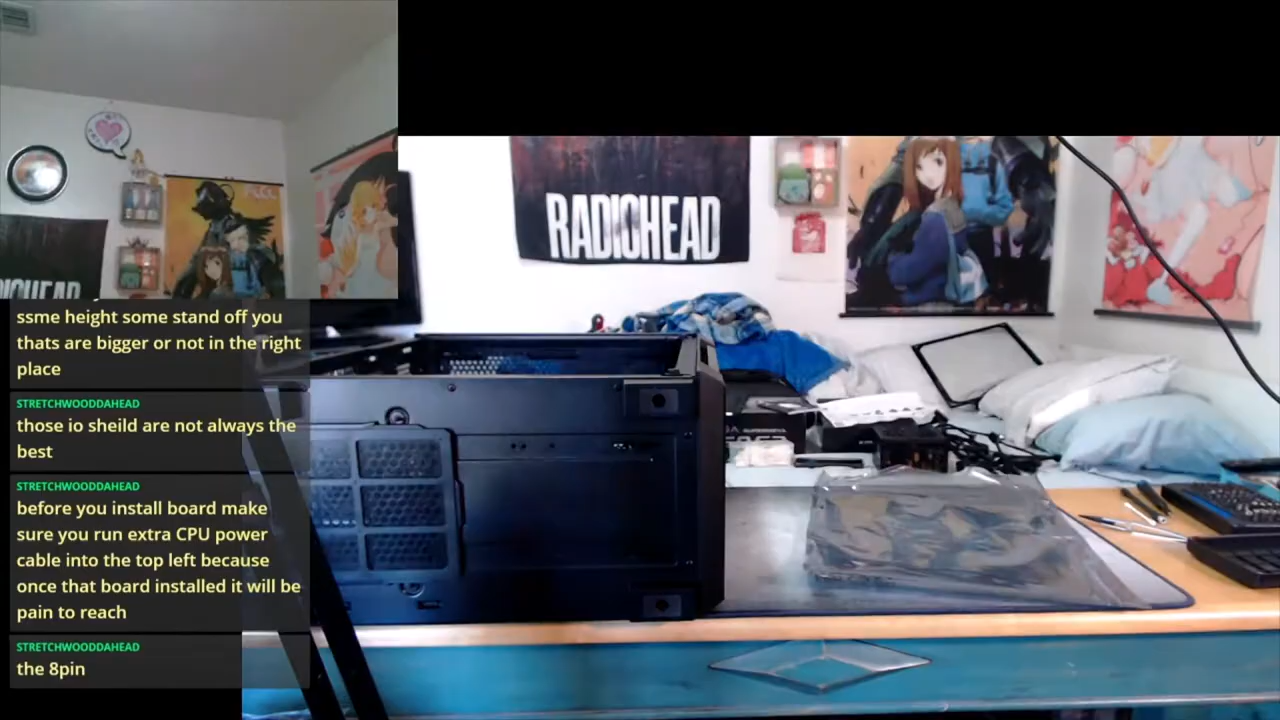 RADIOHEAD
ssme height some stand off you
thats are bigger or not in the right
place
STRETCHWOODDAHEAD
those io sheild are not always the
best
STRETCHWOODDAHEAD
before you install board make
sure you run extra CPU power
cable into the top left because
once that board installed it will be
pain to reach
STRETCHWOODDAHEAD
the 8pin